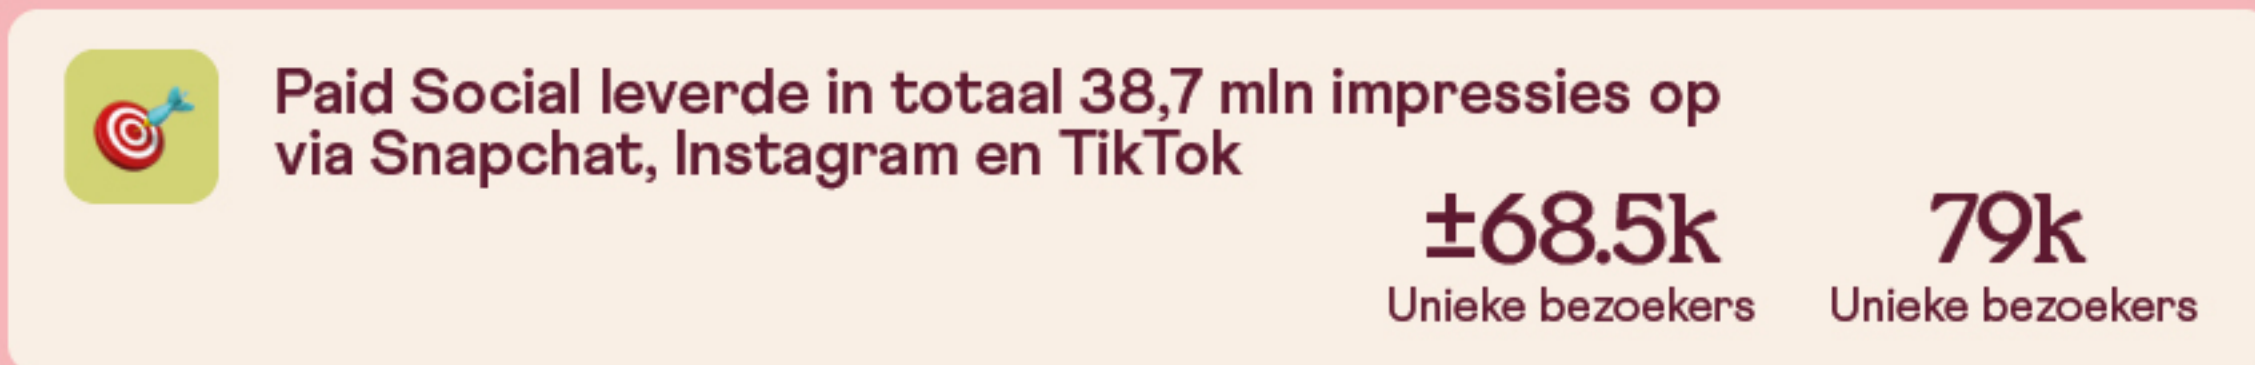 Paid Social leverde in totaal 38,7 mln impressies op
via Snapchat, Instagram en TikTok
±68.5k
Unieke bezoekers
79k
Unieke bezoekers